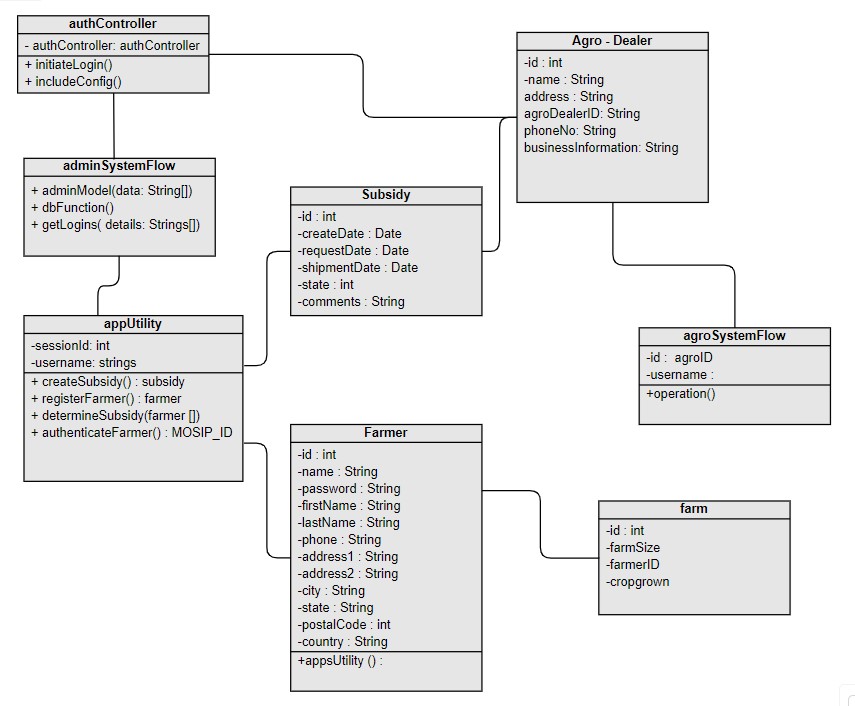 authController
- authController: authController
+ initiateLogin()
+ includeConfig()
Agro - Dealer
-id : int
-name : String
address : String
agroDealerID: String
phoneNo: String
businessInformation: String
adminSystemFlow
+ adminModel(data: String[])
+ dbFunction()
+ getLogins( details: Strings[])
Subsidy
-id : int
-createDate : Date
-requestDate : Date
-shipmentDate : Date
-state : int
-comments : String
appUtility
-sessionId: int
-username: strings
+ createSubsidy() : subsidy
+ registerFarmer() : farmer
+ determineSubsidy(farmer [])
+ authenticateFarmer() : MOSIP_ID
agroSystemFlow
-id :  agroID
-username :
+operation()
Farmer
-id : int
-name : String
-password : String
-firstName : String
-lastName : String
-phone : String
-address1 : String
-address2 : String
-city : String
-state : String
-postalCode : int
-country : String
+appsUtility () :
farm
-id : int
-farmSize
-farmerID
-cropgrown